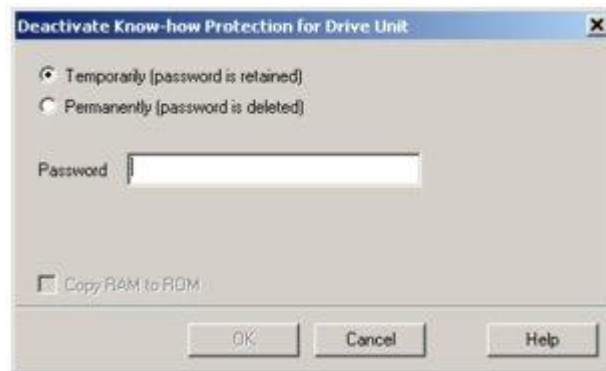 Deactivate Know-how Protection for Drive Unit
Temporarily (password is retained)
Permanently (password is deleted)
Password
Copy RAM to ROM
OK
Cancel
Help